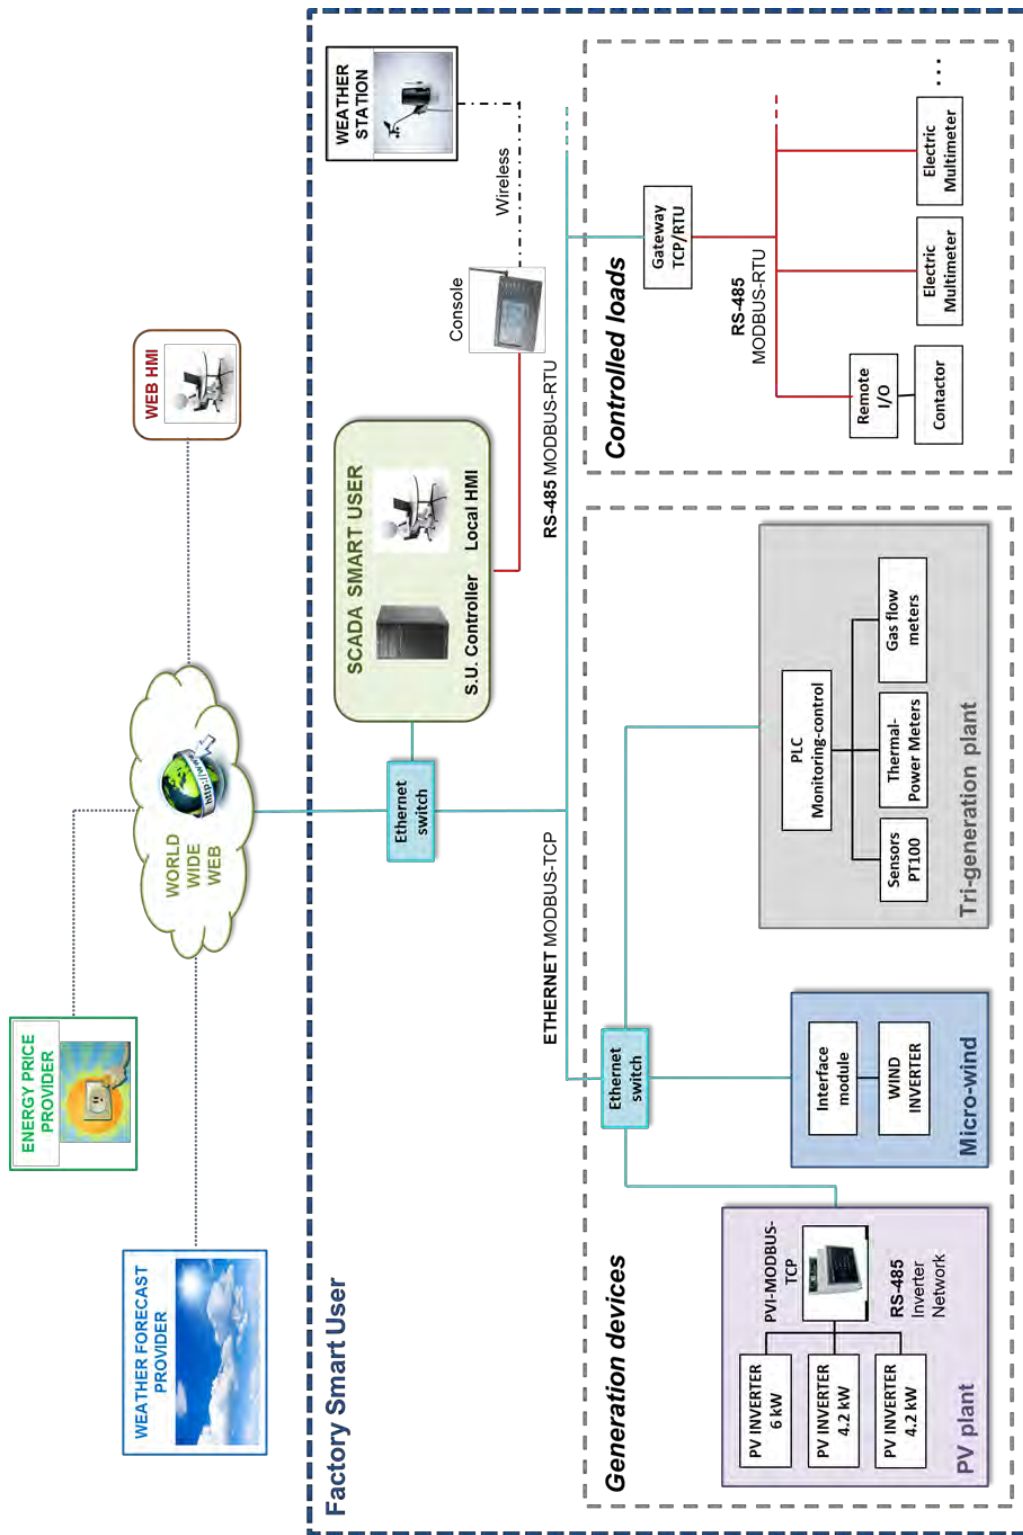 WEATHER FORECAST
PROVIDER
ENERGY PRICE
PROVIDER
WORLD
WIDE
WEB
http://www
WEB HMI
Factory Smart User
Ethernet
switch
SCADA SMART USER
S.U. Controller
Local HMI
WEATHER
STATION
Wireless
Console
RS-485 MODBUS-RTU
ETHERNET MODBUS-TCP
Generation devices
Ethernet
switch
PV INVERTER
6 kW
PV INVERTER
4.2 kW
PV INVERTER
4.2 kW
PVI-MODBUS-
TCP
RS-485
Inverter
Network
PV plant
Interface
module
WIND
INVERTER
Micro-wind
PLC
Monitoring-control
Sensors
PT100
Thermal-
Power Meters
Gas flow
meters
Tri-generation plant
Controlled loads
Gateway
TCP/RTU
RS-485
MODBUS-RTU
Remote
I/O
Contactor
Electric
Multimeter
Electric
Multimeter
...